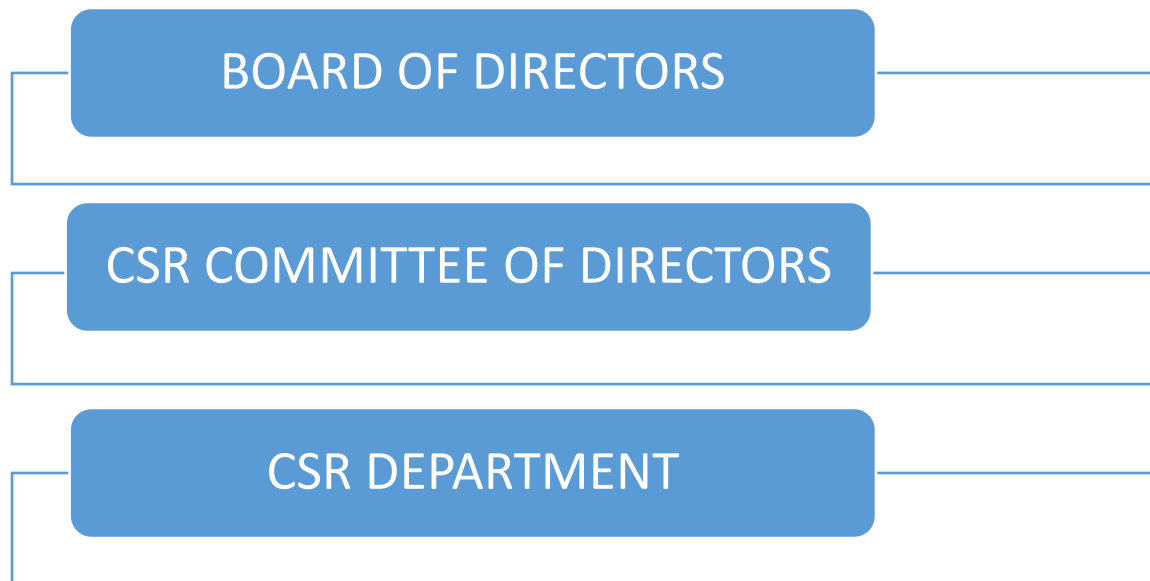 BOARD OF DIRECTORS
CSR COMMITTEE OF DIRECTORS
CSR DEPARTMENT